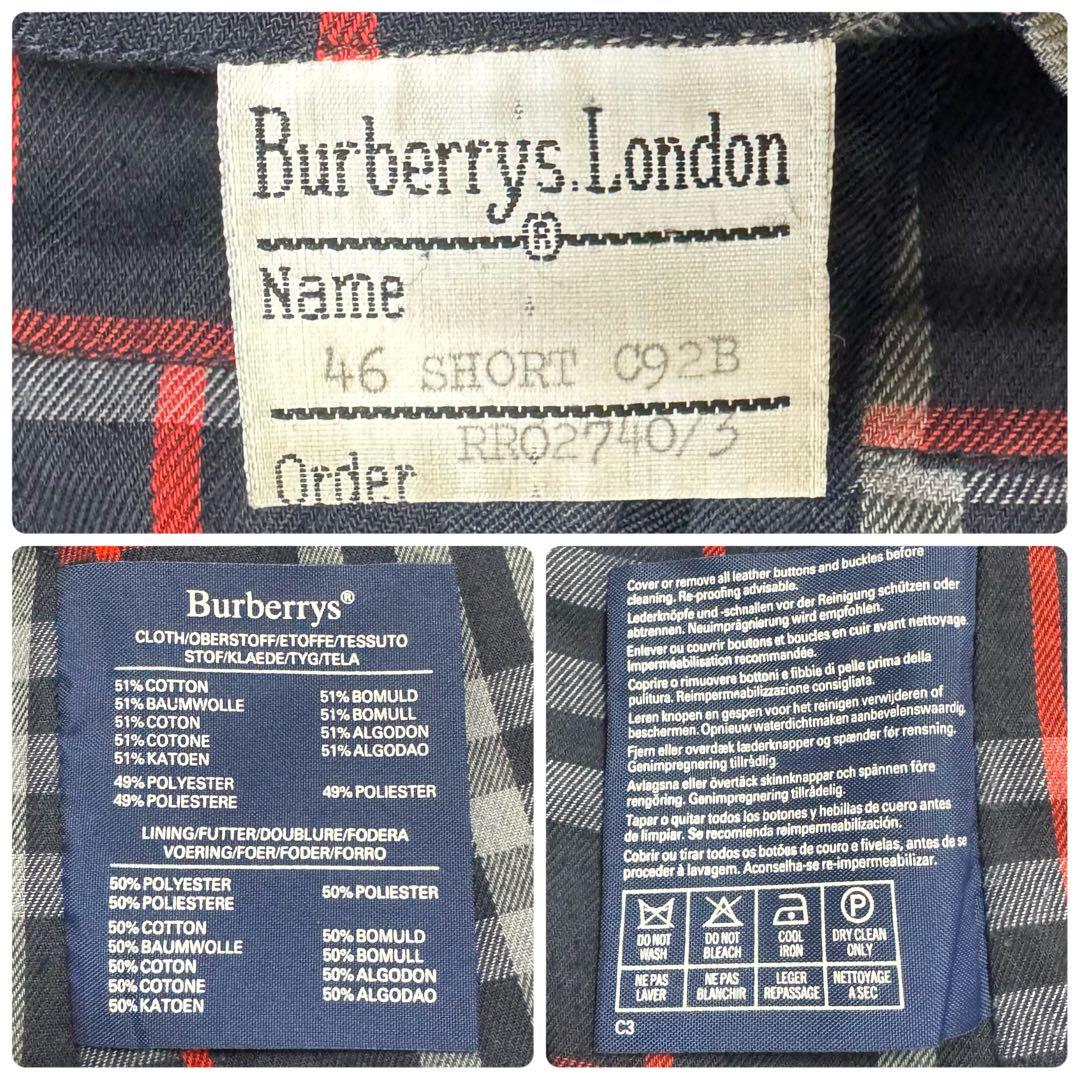 Burberrys.London
®
Name
46 SHORT C92B
RRO2740/3
Order
Burberrys®
CLOTH/OBERSTOFF/ETOFFE/TESSUTO
STOF/KLAEDE/TYG/TELA
51% COTTON
51% BAUMWOLLE
51% COTON
51% COTONE
51% KATOEN
51% BOMULD
51% BOMULL
51% ALGODON
51% ALGODAO
49% POLYESTER
49% POLIESTERE
49% POLIESTER
LINING/FUTTER/DOUBLURE/FODERA
VOERING/FOER/FODER/FORRO
50% POLYESTER
50% POLIESTERE
50% POLIESTER
50% COTTON
50% BAUMWOLLE
50% COTON
50% COTONE
50% KATOEN
50% BOMULD
50% BOMULL
50% ALGODON
50% ALGODAO
Cover or remove all leather buttons and buckles before
cleaning. Re-proofing advisable.
Lederknöpfe und -schnallen vor der Reinigung schützen oder
abtrennen. Neuimprägnierung wird empfohlen.
Enlever ou couvrir boutons et boucles en cuir avant nettoyage.
Imperméabilisation recommandée.
Coprire o rimuovere bottoni e fibbie di pelle prima della
pulitura. Reimpermeabilizzazione consigliata.
Leren knopen en gespen voor het reinigen verwijderen of
beschermen. Opnieuw waterdichtmaken aanbevelenswaardig.
Fjern eller overdæk læderknapper og spænder før rensning.
Genimpregnering tillrådlig.
Avlagsna eller övertäck skinnknappar och spännen före
rengöring. Genimpregnering tillrådelig.
Tapar o quitar todos los botones y hebillas de cuero antes
de limpiar. Se recomienda reimpermeabilización.
Cobrir ou tirar todos os botões de couro e fivelas, antes de se
proceder à lavagem. Aconselha-se re-impermeabilizar.
P
DO NOT WASH
DO NOT BLEACH
COOL IRON
DRY CLEAN ONLY
NE PAS LAVER
NE PAS BLANCHIR
LEGER REPASSAGE
NETTOYAGE A SEC
C3